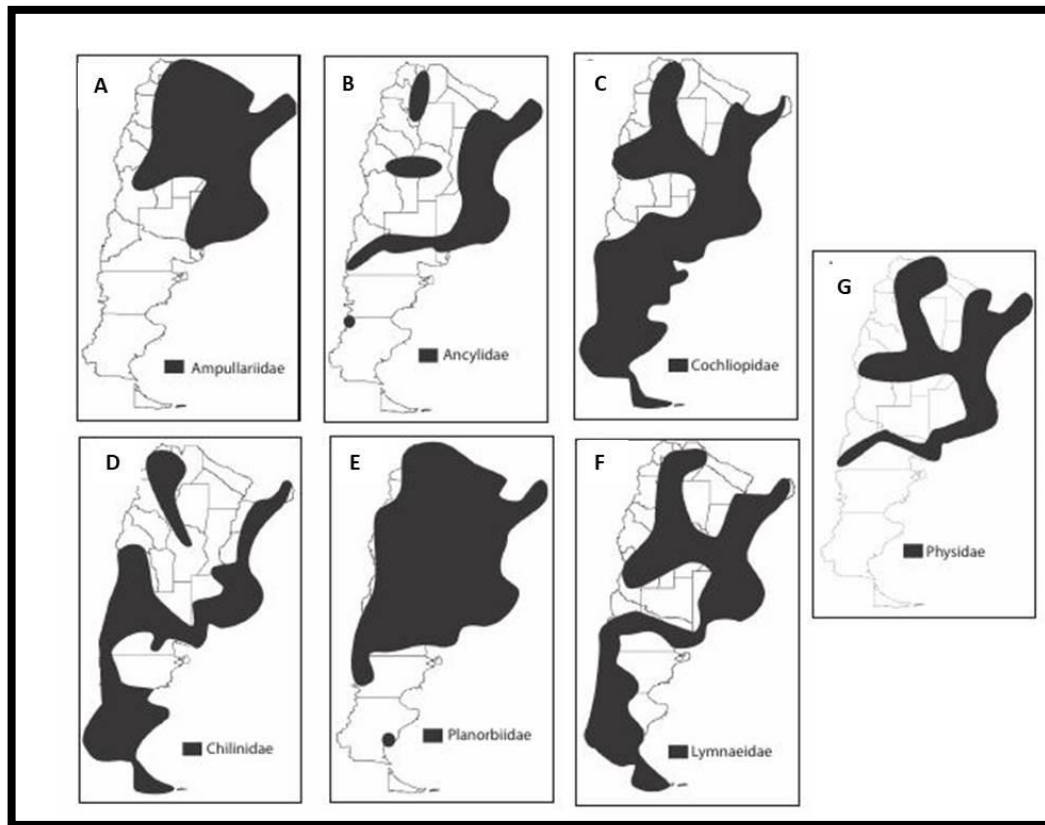 A
Ampullariidae
B
Ancylidae
C
Cochliopidae
D
Chilinidae
E
Planorbiidae
F
Lymnaeidae
G
Physidae